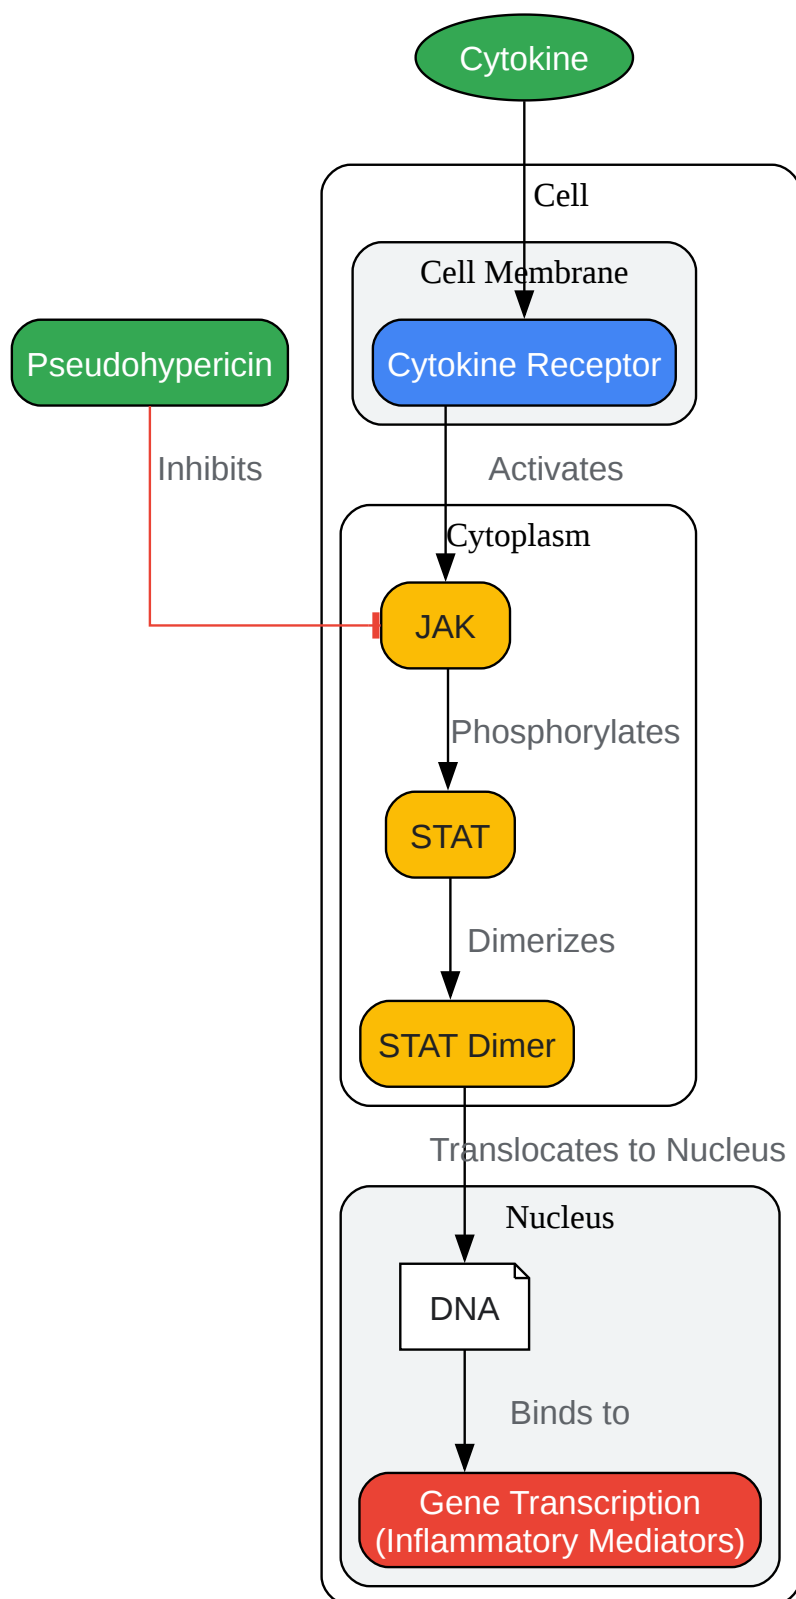 Cytokine
Cell
Cell Membrane
Pseudohypericin
Cytokine Receptor
Inhibits
Activates
Cytoplasm
JAK
Phosphorylates
STAT
Dimerizes
STAT Dimer
Translocates to Nucleus
Nucleus
DNA
Binds to
Gene Transcription
(Inflammatory Mediators)